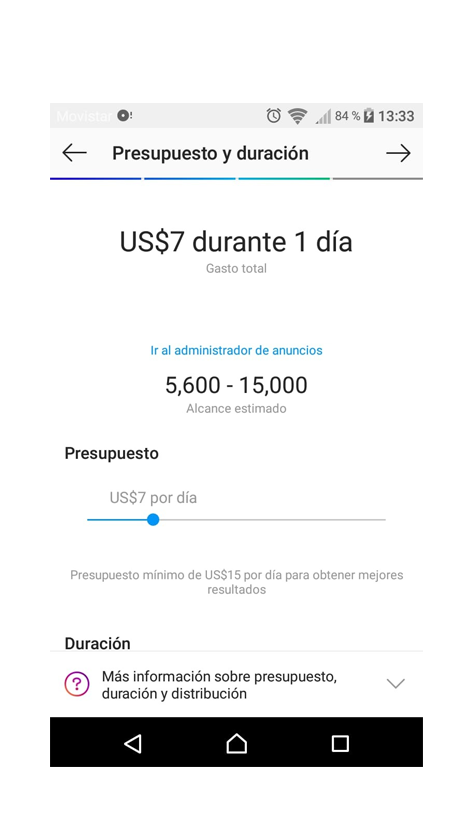 Movistar
84 % 13:33
Presupuesto y duración
US$7 durante 1 día
Gasto total
Ir al administrador de anuncios
5,600 - 15,000
Alcance estimado
Presupuesto
US$7 por día
Presupuesto mínimo de US$15 por día para obtener mejores
resultados
Duración
? Más información sobre presupuesto,
duración y distribución